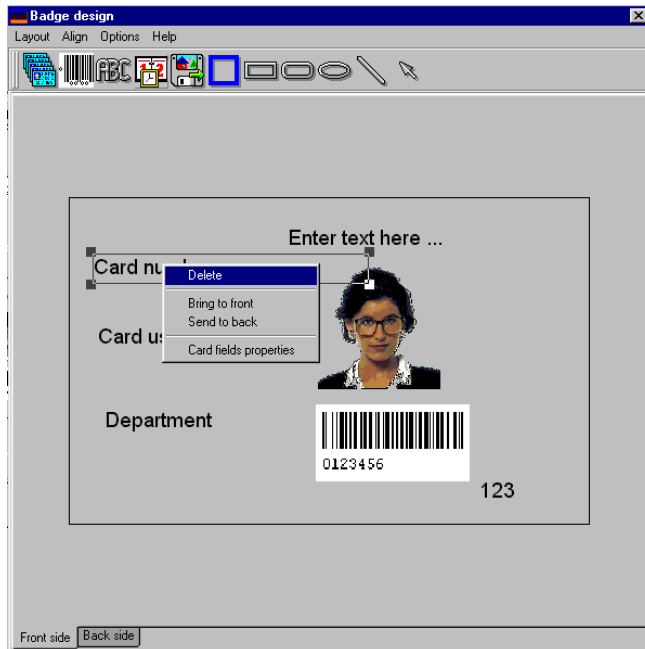 Badge design
Layout Align Options Help
ABC
Enter text here ...
Card nu
Delete
Bring to front
Send to back
Card us
Card fields properties
Department
0123456
123
Front side Back side